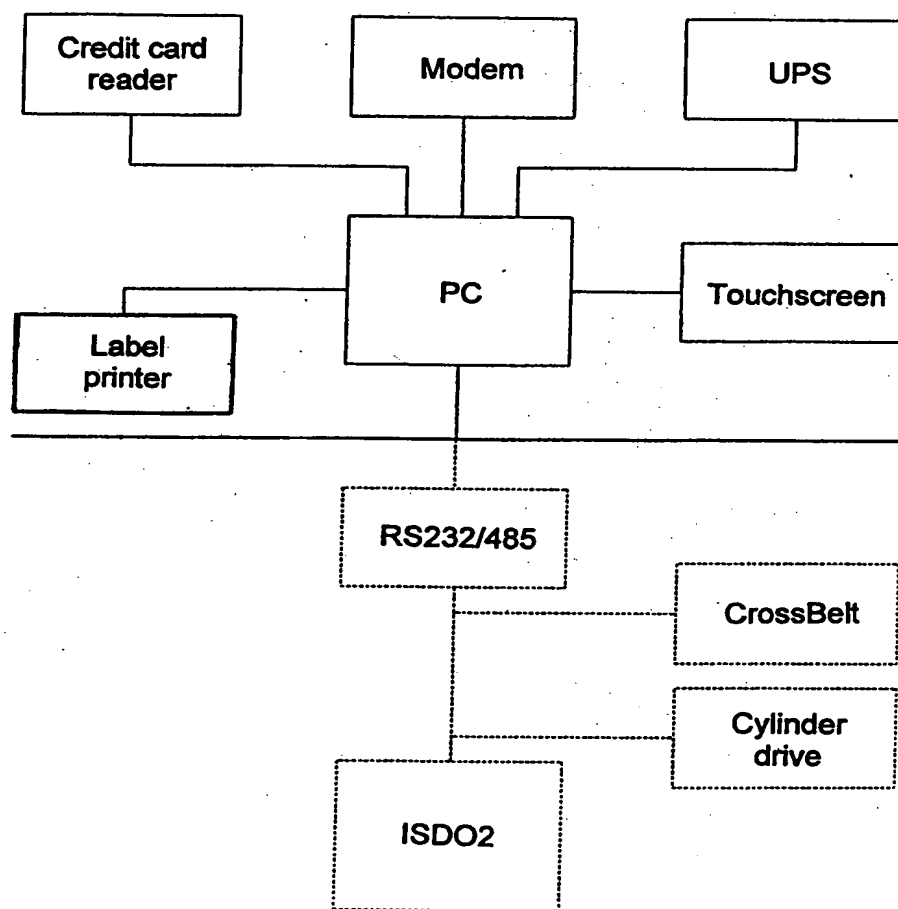 Credit card
reader
Modem
UPS
PC
Touchscreen
Label
printer
RS232/485
CrossBelt
Cylinder
drive
ISDO2